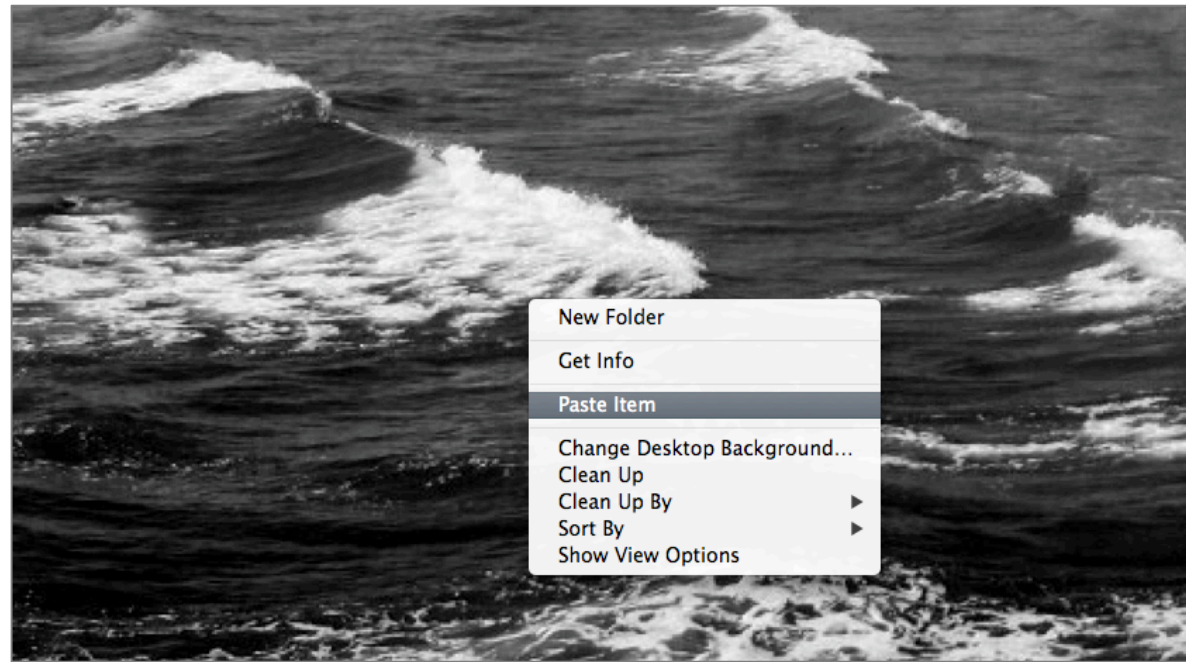 New Folder
Get Info
Paste Item
Change Desktop Background...
Clean Up
Clean Up By
Sort By
Show View Options